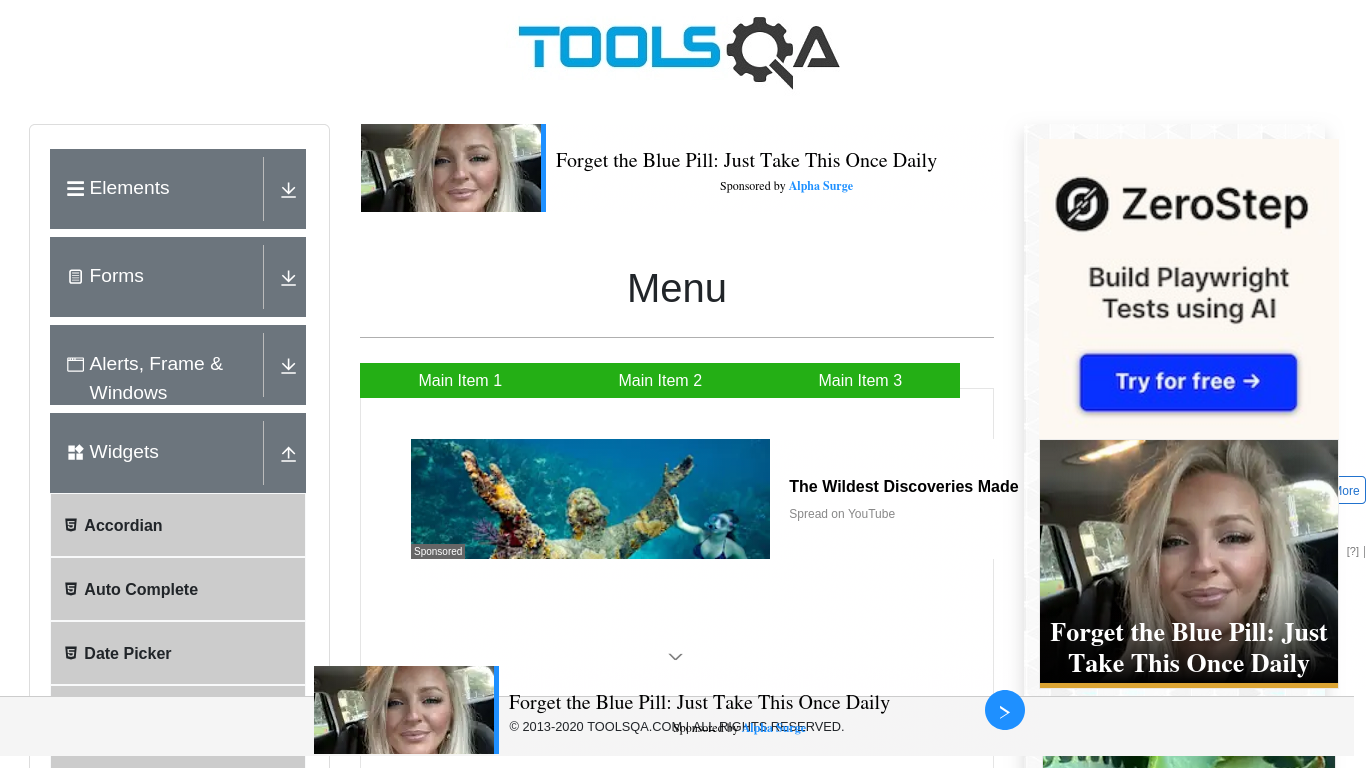 TOOLSQA
Elements
Forms
Alerts, Frame &
Windows
Widgets
Accordian
Auto Complete
Date Picker
Forget the Blue Pill: Just Take This Once Daily
Sponsored by Alpha Surge
Menu
Main Item 1
Main Item 2
Main Item 3
Sponsored
The Wildest Discoveries Made
Spread on YouTube
ZeroStep
Build Playwright
Tests using AI
Try for free →
More
[?]
Forget the Blue Pill: Just
Take This Once Daily
Forget the Blue Pill: Just Take This Once Daily
© 2013-2020 TOOLSQA.COM | ALL RIGHTS RESERVED.
Sponsored by Alpha Surge